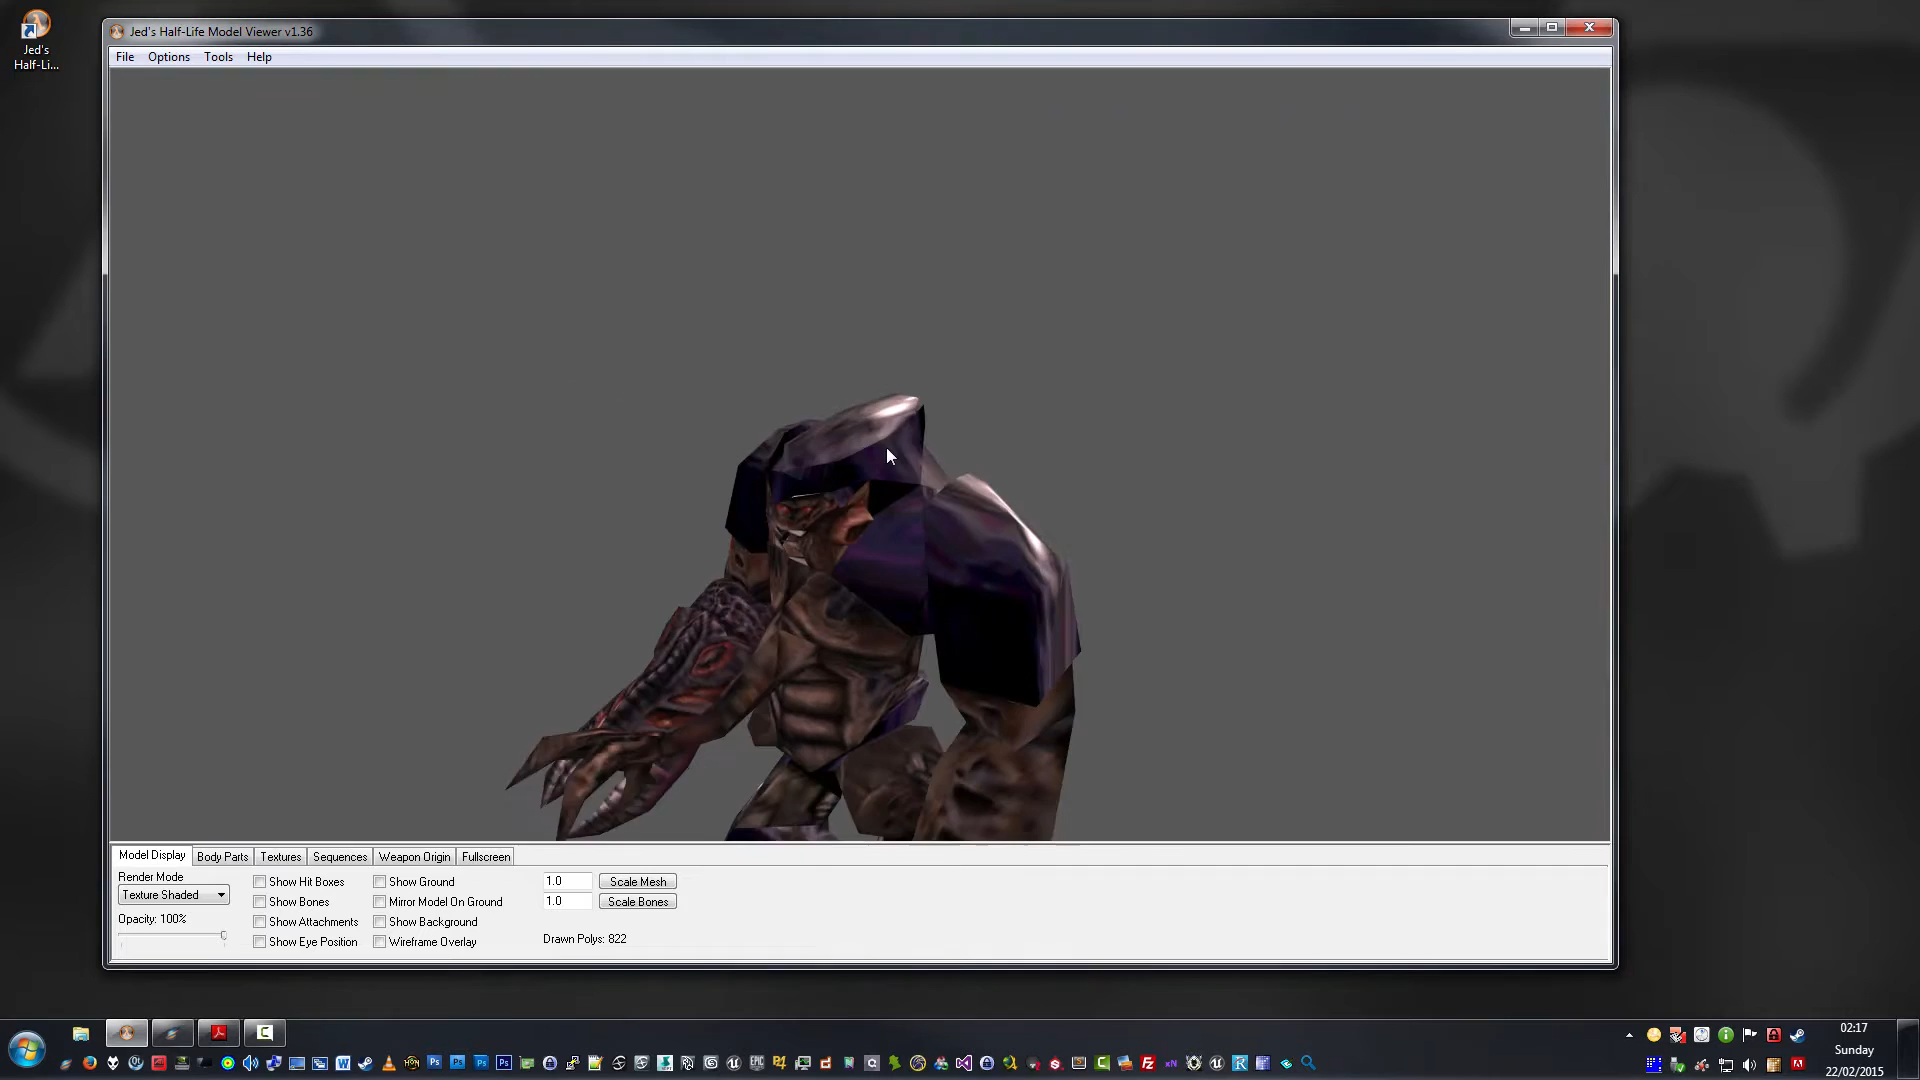 Jed's
Half-Li...
Jed's Half-Life Model Viewer v1.36
File Options Tools Help
Model Display Body Parts Textures Sequences Weapon Origin Fullscreen
Render Mode
Texture Shaded
Opacity: 100%
Show Hit Boxes
Show Bones
Show Attachments
Show Eye Position
Show Ground
Mirror Model On Ground
Show Background
Wireframe Overlay
1.0 Scale Mesh
1.0 Scale Bones
Drawn Polys: 822
02:17
Sunday
22/02/2015